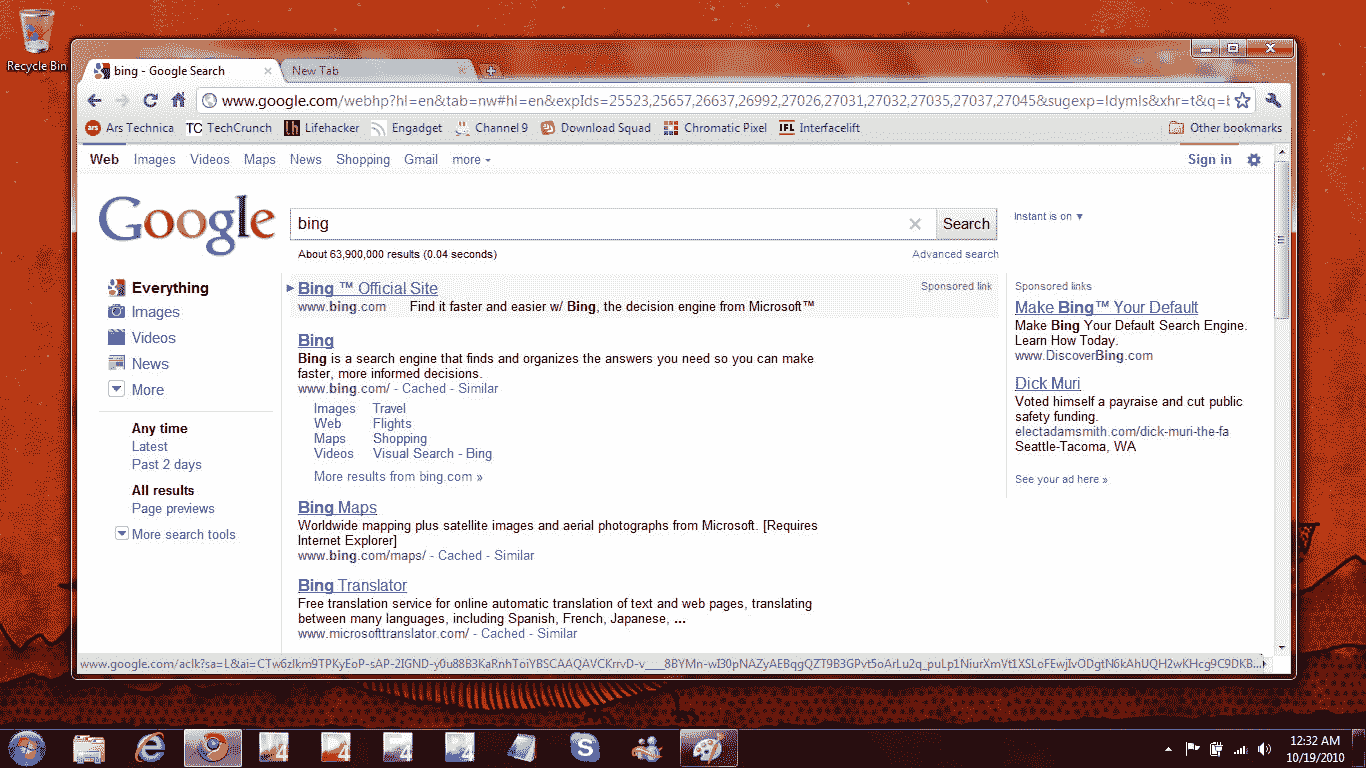 Recycle Bin
bing - Google Search
New Tab
www.google.com/webhp?hl=en&tab=nw#hl=en&expIds=25523,25657,26637,26992,27026,27031,27032,27035,27037,27045&sugexp=ldymls&xhr=t&q=b
Ars Technica TechCrunch Lifehacker Engadget Channel 9 Download Squad Chromatic Pixel Interfacelift Other bookmarks
Web Images Videos Maps News Shopping Gmail more Sign in
Google
bing
Search
Instant is on
About 63,900,000 results (0.04 seconds)
Advanced search
Everything
Images
Videos
News
More
Any time
Latest
Past 2 days
All results
Page previews
More search tools
Bing ™ Official Site
Sponsored link
www.bing.com Find it faster and easier w/ Bing, the decision engine from Microsoft™
Bing
Bing is a search engine that finds and organizes the answers you need so you can make
faster, more informed decisions.
www.bing.com/ - Cached - Similar
Images Travel
Web Flights
Maps Shopping
Videos Visual Search - Bing
More results from bing.com »
Bing Maps
Worldwide mapping plus satellite images and aerial photographs from Microsoft. [Requires
Internet Explorer]
www.bing.com/maps/ - Cached - Similar
Bing Translator
Free translation service for online automatic translation of text and web pages, translating
between many languages, including Spanish, French, Japanese, ...
www.microsofttranslator.com/ - Cached - Similar
Sponsored links
Make Bing™ Your Default
Make Bing Your Default Search Engine.
Learn How Today.
www.DiscoverBing.com
Dick Muri
Voted himself a payraise and cut public
safety funding.
electadamsmith.com/dick-muri-the-fa
Seattle-Tacoma, WA
See your ad here »
12:32 AM
10/19/2010